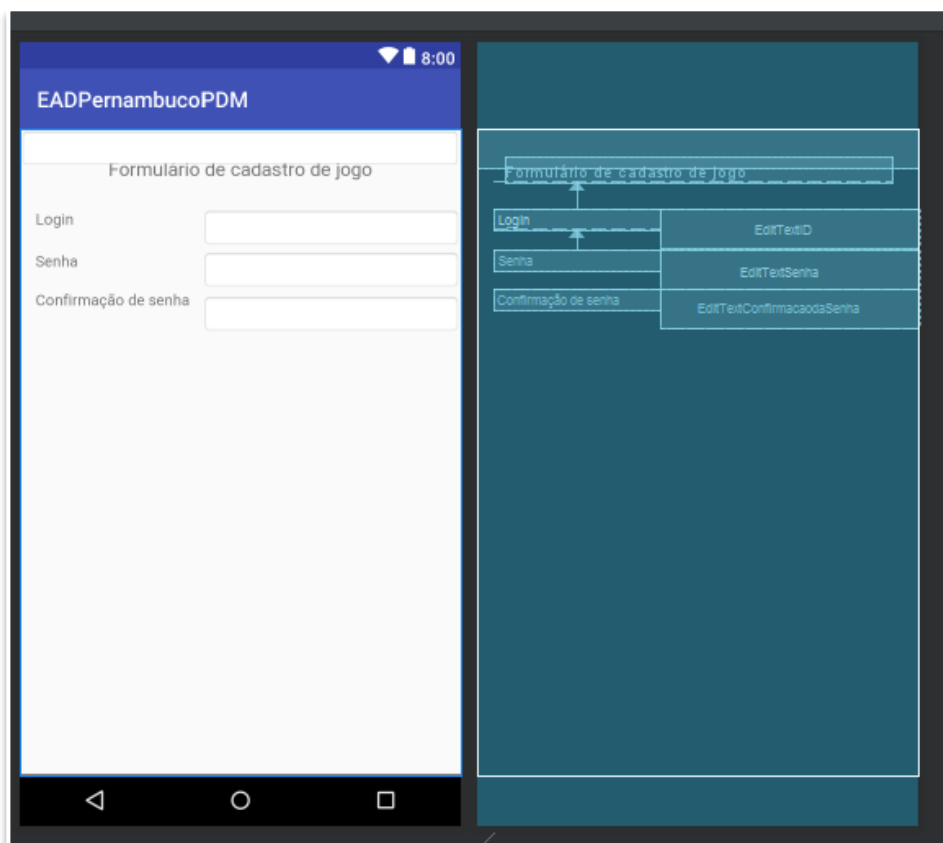 8:00
EADPernambucoPDM
Formulário de cadastro de jogo
Login
Senha
Confirmação de senha
Formulário de cadastro de jogo
Login
EditTextID
Senha
EditTextSenha
Confirmação de senha
EditTextConfirmacaodaSenha